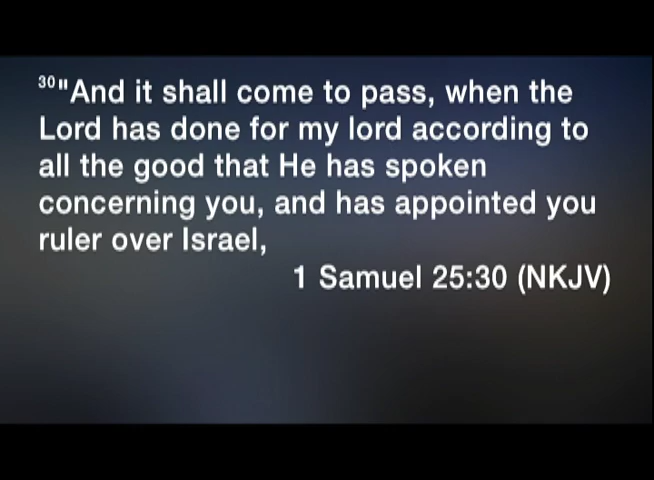 30"And it shall come to pass, when the
Lord has done for my lord according to
all the good that He has spoken
concerning you, and has appointed you
ruler over Israel,
1 Samuel 25:30 (NKJV)